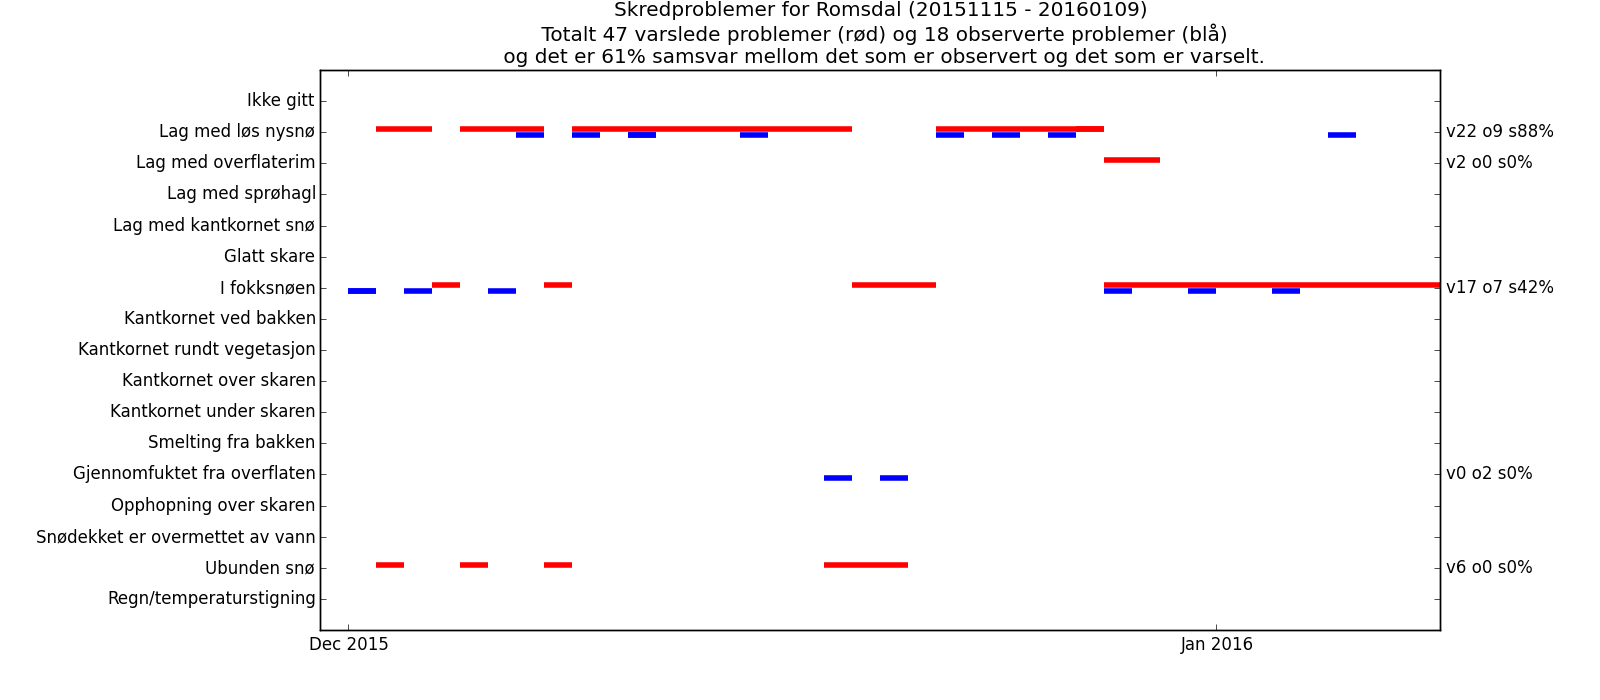 Skredproblemer for Romsdal (20151115 - 20160109)
Totalt 47 varslede problemer (rød) og 18 observerte problemer (blå)
og det er 61% samsvar mellom det som er observert og det som er varselt.
Ikke gitt
Lag med løs nysnø v22 o9 s88%
Lag med overflaterim v2 o0 s0%
Lag med sprøhagl
Lag med kantkornet snø
Glatt skare
I fokksnøen v17 o7 s42%
Kantkornet ved bakken
Kantkornet rundt vegetasjon
Kantkornet over skaren
Kantkornet under skaren
Smelting fra bakken
Gjennomfuktet fra overflaten v0 o2 s0%
Opphopning over skaren
Snødekket er overmettet av vann
Ubunden snø v6 o0 s0%
Regn/temperaturstigning
Dec 2015 Jan 2016